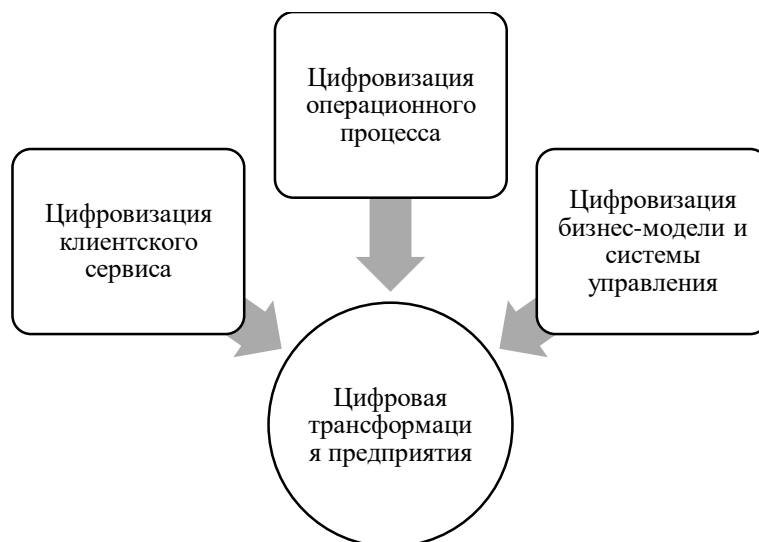 Цифровизация
операционного
процесса
Цифровизация
клиентского
сервиса
Цифровизация
бизнес-модели и
системы
управления
Цифровая
трансформаци
я предприятия